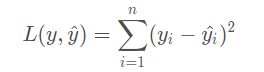 L(y, ŷ) = ∑_{i=1}^{n} (y_i − ŷ_i)^2